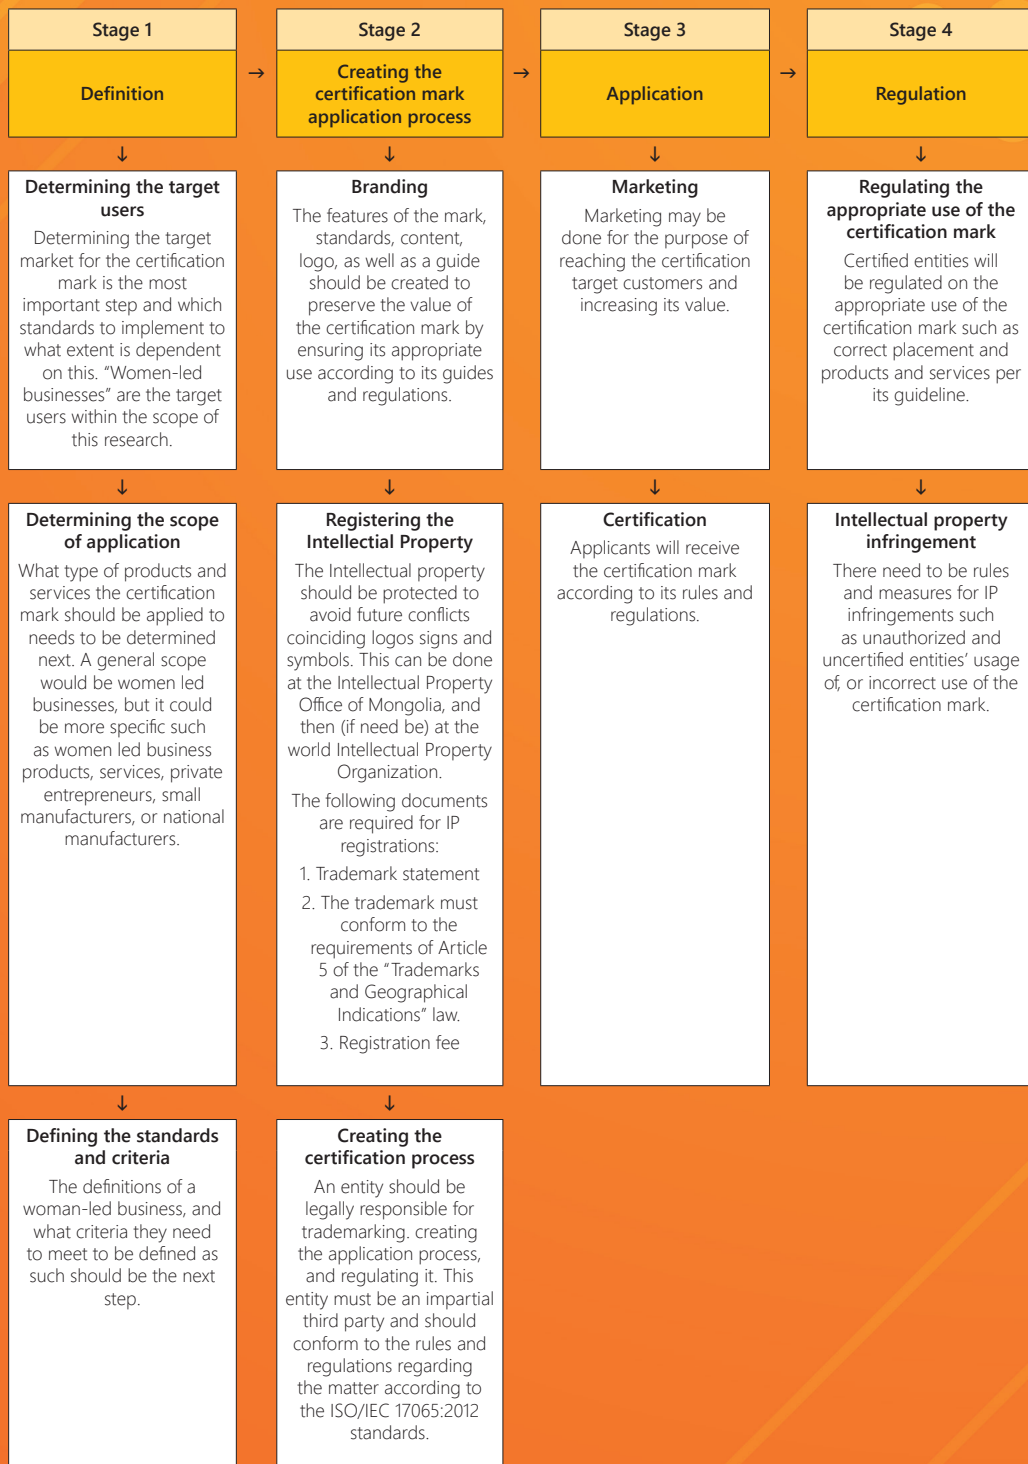 Stage 1
Definition
→
Stage 2
Creating the
certification mark
application process
→
Stage 3
Application
→
Stage 4
Regulation
↓
Determining the target
users
Determining the target
market for the certification
mark is the most
important step and which
standards to implement to
what extent is dependent
on this. “Women-led
businesses” are the target
users within the scope of
this research.
↓
Determining the scope
of application
What type of products and
services the certification
mark should be applied to
needs to be determined
next. A general scope
would be women led
businesses, but it could
be more specific such
as women led business
products, services, private
entrepreneurs, small
manufacturers, or national
manufacturers.
↓
Defining the standards
and criteria
The definitions of a
woman-led business, and
what criteria they need
to meet to be defined as
such should be the next
step.
↓
Branding
The features of the mark,
standards, content,
logo, as well as a guide
should be created to
preserve the value of
the certification mark by
ensuring its appropriate
use according to its guides
and regulations.
↓
Registering the
Intellectial Property
The Intellectual property
should be protected to
avoid future conflicts
coinciding logos signs and
symbols. This can be done
at the Intellectual Property
Office of Mongolia, and
then (if need be) at the
world Intellectual Property
Organization.
The following documents
are required for IP
registrations:
1. Trademark statement
2. The trademark must
conform to the
requirements of Article
5 of the “Trademarks
and Geographical
Indications” law.
3. Registration fee
↓
Creating the
certification process
An entity should be
legally responsible for
trademarking. creating
the application process,
and regulating it. This
entity must be an impartial
third party and should
conform to the rules and
regulations regarding
the matter according to
the ISO/IEC 17065:2012
standards.
↓
Marketing
Marketing may be
done for the purpose of
reaching the certification
target customers and
increasing its value.
↓
Certification
Applicants will receive
the certification mark
according to its rules and
regulations.
↓
Regulating the
appropriate use of the
certification mark
Certified entities will
be regulated on the
appropriate use of the
certification mark such as
correct placement and
products and services per
its guideline.
↓
Intellectual property
infringement
There need to be rules
and measures for IP
infringements such
as unauthorized and
uncertified entities’ usage
of, or incorrect use of the
certification mark.